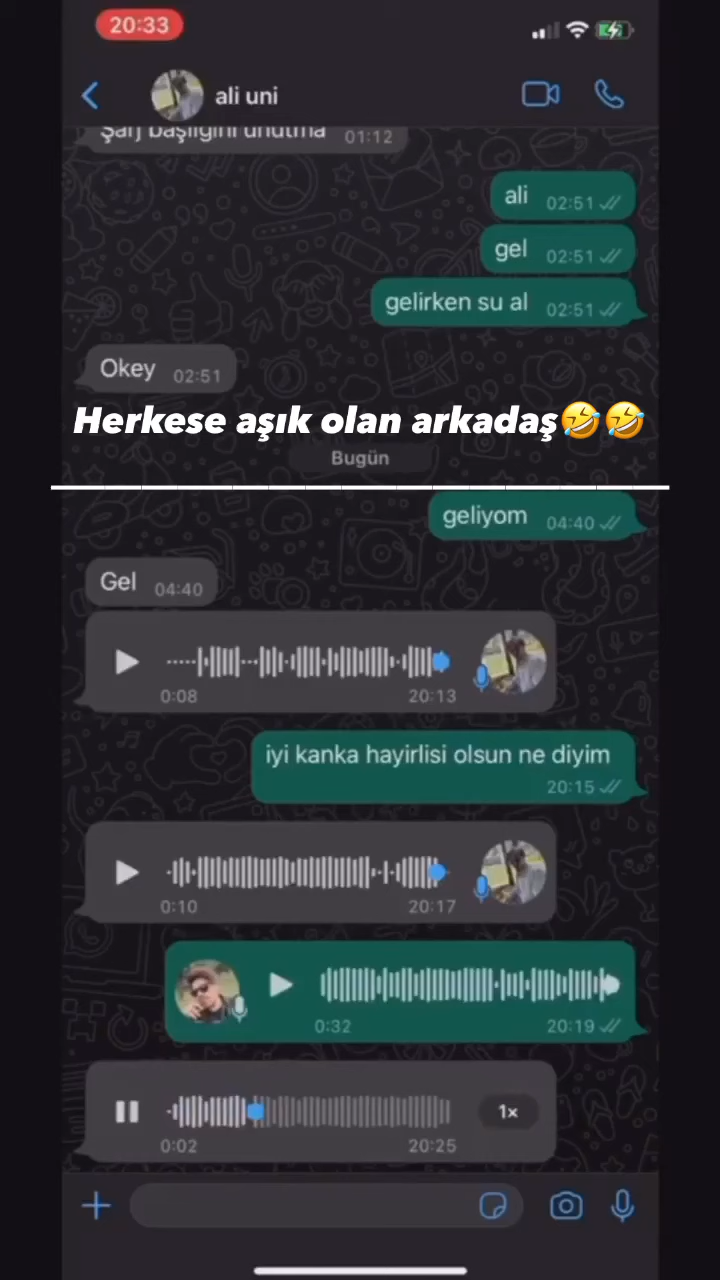 20:33
ali uni
Şarj başlığını unutma 01:12
ali 02:51
gel 02:51
gelirken su al 02:51
Okey 02:51
Herkese aşık olan arkadaş🤣🤣
Bugün
geliyom 04:40
Gel 04:40
0:08 20:13
iyi kanka hayirlisi olsun ne diyim
20:15
0:10 20:17
0:32 20:19
1x
0:02 20:25